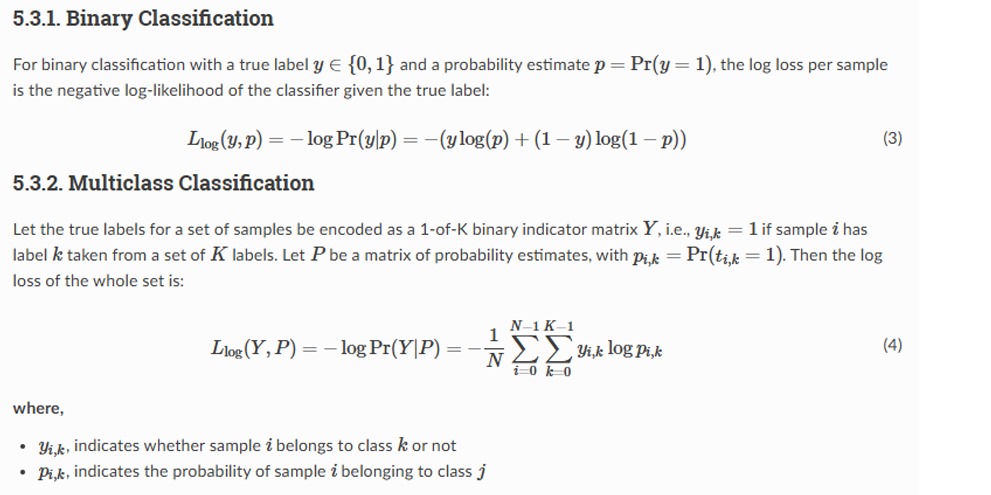 5.3.1. Binary Classification
For binary classification with a true label y ∈ {0, 1} and a probability estimate p = Pr(y = 1), the log loss per sample
is the negative log-likelihood of the classifier given the true label:
L_log(y, p) = − log Pr(y|p) = −(y log(p) + (1 − y) log(1 − p)) (3)
5.3.2. Multiclass Classification
Let the true labels for a set of samples be encoded as a 1-of-K binary indicator matrix Y, i.e., y_{i,k} = 1 if sample i has
label k taken from a set of K labels. Let P be a matrix of probability estimates, with p_{i,k} = Pr(t_{i,k} = 1). Then the log
loss of the whole set is:
L_log(Y, P) = − log Pr(Y|P) = − \frac{1}{N} \sum_{i=0}^{N−1} \sum_{k=0}^{K−1} y_{i,k} log p_{i,k} (4)
where,
• y_{i,k}, indicates whether sample i belongs to class k or not
• p_{i,k}, indicates the probability of sample i belonging to class j